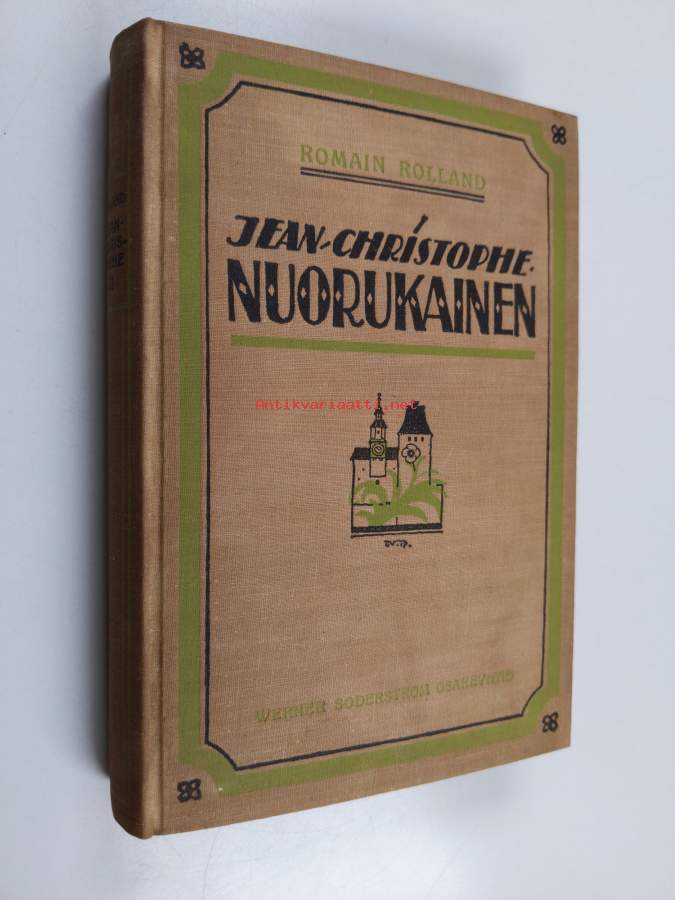 ROMAIN ROLLAND
JEAN-CHRISTOPHE.
NUORUKAINEN
Antikvariaatti.net
WERNER SÖDERSTRÖM OSAKEYHTIÖ